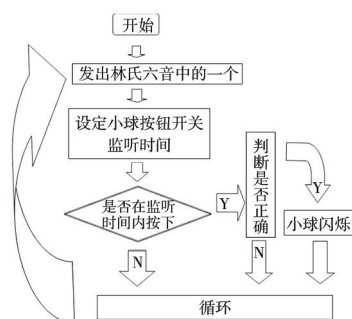 开始
发出林氏六音中的一个
设定小球按钮开关
监听时间
是否在监听
时间内按下
Y
N
判断是否正确
N
Y
小球闪烁
循环